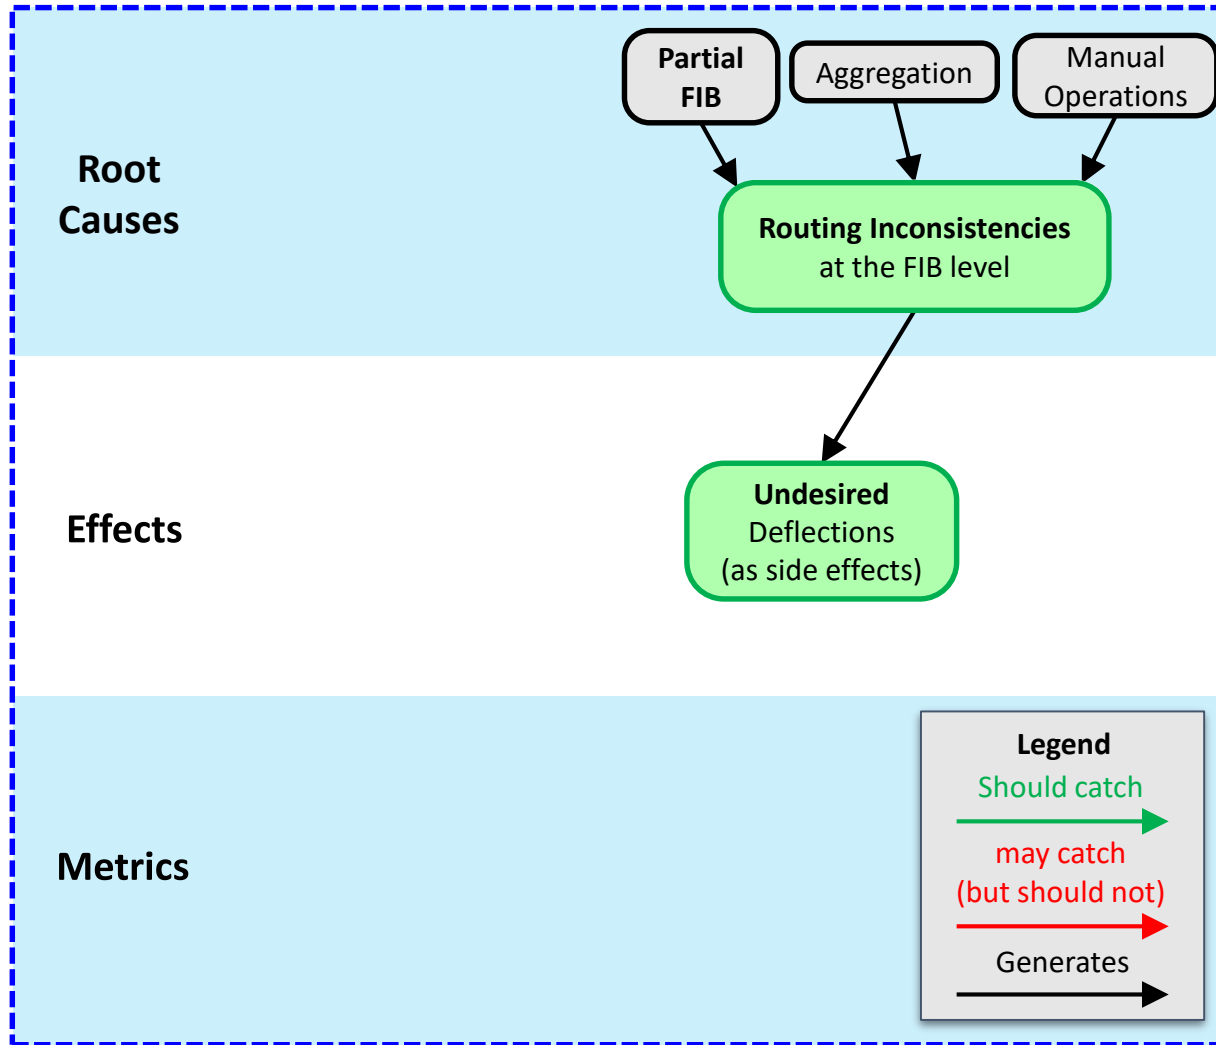 Partial
FIB
Aggregation
Manual
Operations
Root
Causes
Routing Inconsistencies
at the FIB level
Effects
Undesired
Deflections
(as side effects)
Metrics
Legend
Should catch
may catch
(but should not)
Generates